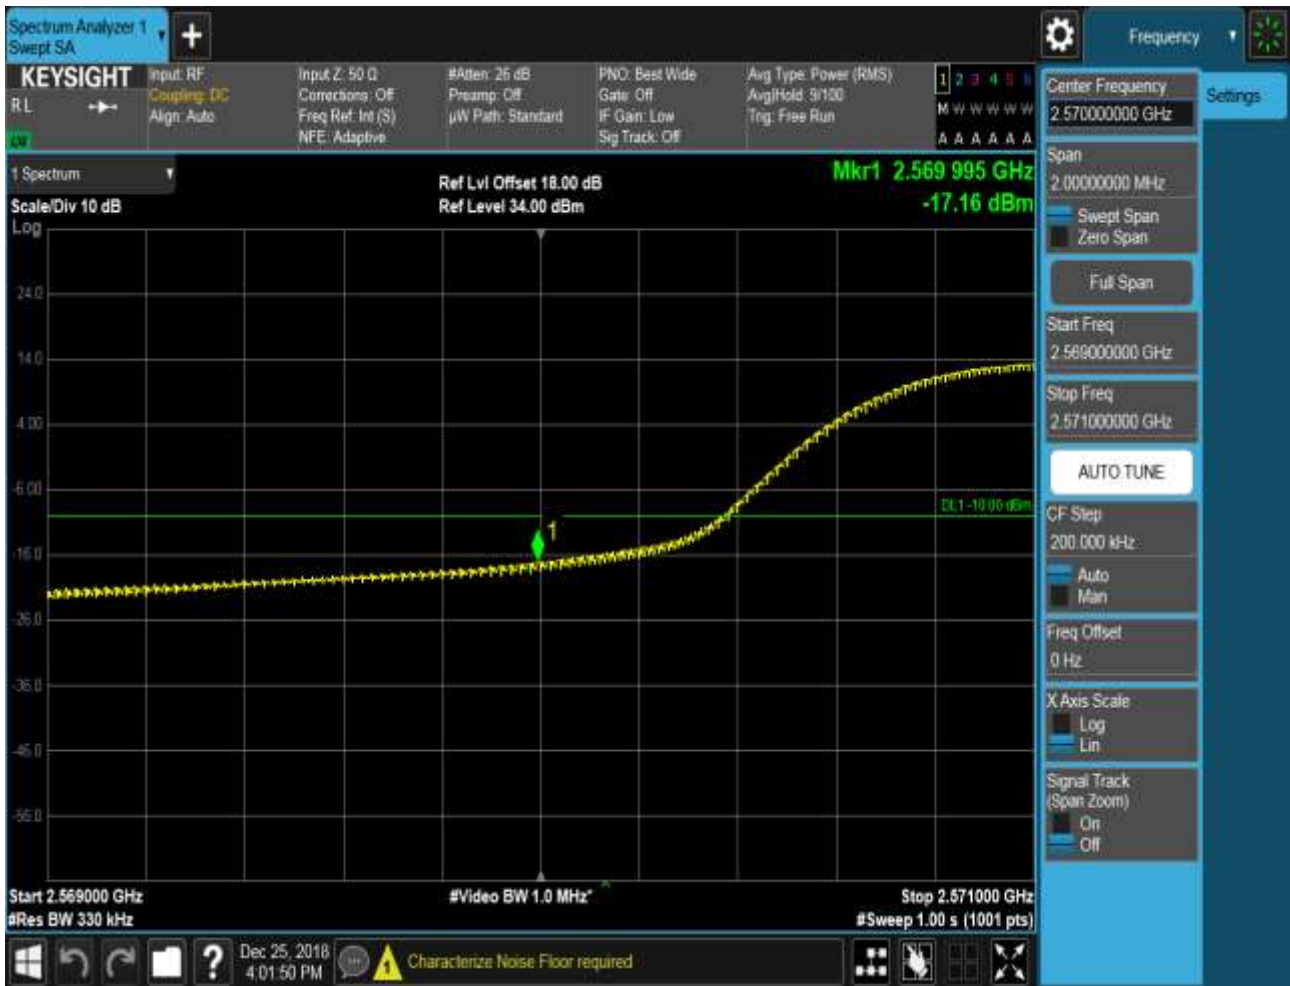 Spectrum Analyzer 1
Swept SA
Frequency
KEYSIGHT
Input: RF
Input Z: 50 Ω
#Atten: 26 dB
PNO: Best Wide
Avg Type: Power (RMS)
1 2 3 4 5 6
RL
Coupling: DC
Corrections: Off
Preamp: Off
Gate: Off
Avg|Hold: 9/100
M W W W W W
Align: Auto
Freq Ref: Int (S)
µW Path: Standard
IF Gain: Low
Trig: Free Run
NFE: Adaptive
Sig Track: Off
A A A A A A
Center Frequency
2.570000000 GHz
Settings
1 Spectrum
Ref Lvl Offset 18.00 dB
Mkr1 2.569 995 GHz
Scale/Div 10 dB
Ref Level 34.00 dBm
-17.16 dBm
Log
24.0
14.0
4.00
-6.00
-16.0
-26.0
-36.0
-46.0
-56.0
DL1 -10.00 dBm
1
Span
2.00000000 MHz
Swept Span
Zero Span
Full Span
Start Freq
2.569000000 GHz
Stop Freq
2.571000000 GHz
AUTO TUNE
CF Step
200.000 kHz
Auto
Man
Freq Offset
0 Hz
X Axis Scale
Log
Lin
Signal Track
(Span Zoom)
On
Off
Start 2.569000 GHz
#Video BW 1.0 MHz*
Stop 2.571000 GHz
#Res BW 330 kHz
#Sweep 1.00 s (1001 pts)
?
Dec 25, 2018
4:01:50 PM
Characterize Noise Floor required